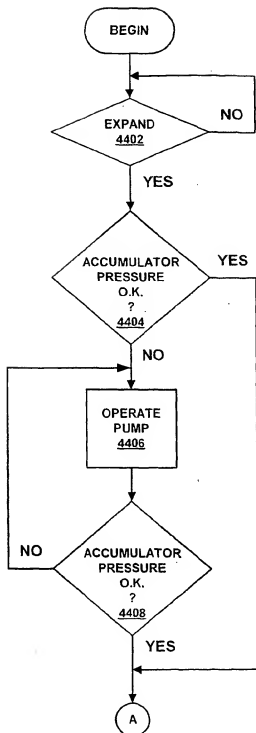 BEGIN
NO
EXPAND
4402
YES
ACCUMULATOR
PRESSURE
O.K.
?
4404
YES
NO
OPERATE
PUMP
4406
NO
ACCUMULATOR
PRESSURE
O.K.
?
4408
YES
A